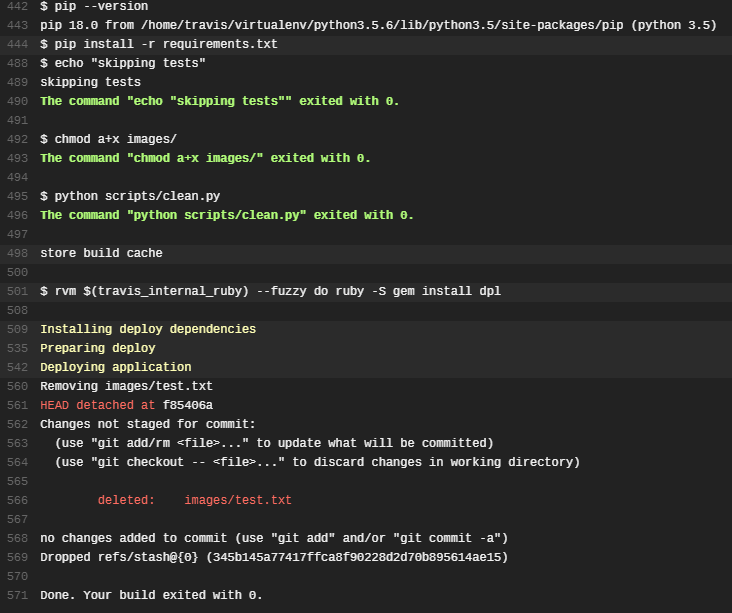 442 $ pip --version
443 pip 18.0 from /home/travis/virtualenv/python3.5.6/lib/python3.5/site-packages/pip (python 3.5)
444 $ pip install -r requirements.txt
488 $ echo "skipping tests"
489 skipping tests
490 The command "echo "skipping tests"" exited with 0.
491
492 $ chmod a+x images/
493 The command "chmod a+x images/" exited with 0.
494
495 $ python scripts/clean.py
496 The command "python scripts/clean.py" exited with 0.
497
498 store build cache
500
501 $ rvm $(travis_internal_ruby) --fuzzy do ruby -S gem install dpl
508
509 Installing deploy dependencies
535 Preparing deploy
542 Deploying application
560 Removing images/test.txt
561 HEAD detached at f85406a
562 Changes not staged for commit:
563 (use "git add/rm <file>..." to update what will be committed)
564 (use "git checkout -- <file>..." to discard changes in working directory)
565
566 deleted: images/test.txt
567
568 no changes added to commit (use "git add" and/or "git commit -a")
569 Dropped refs/stash@{0} (345b145a77417ffca8f90228d2d70b895614ae15)
570
571 Done. Your build exited with 0.